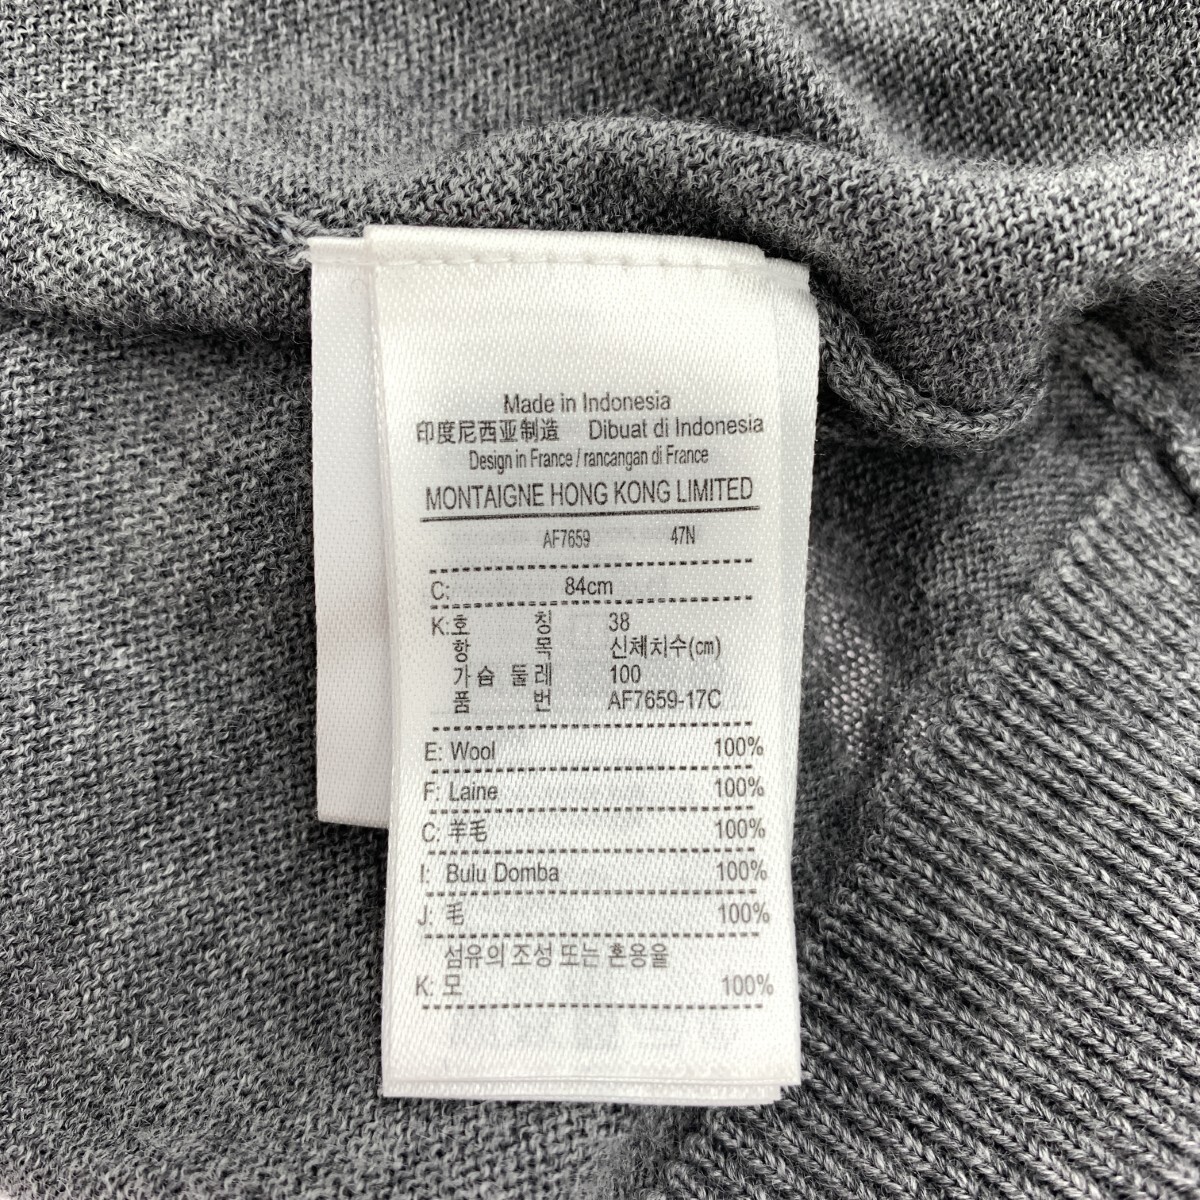 Made in Indonesia
印度尼西亚制造 Dibuat di Indonesia
Design in France / rancangan di France
MONTAIGNE HONG KONG LIMITED
AF7659 47N
C: 84cm
K:호 칭 38
항 목 신체치수(cm)
가슴 둘레 100
품 번 AF7659-17C
E: Wool 100%
F: Laine 100%
C: 羊毛 100%
I: Bulu Domba 100%
J: 毛 100%
섬유의 조성 또는 혼용율
K: 모 100%